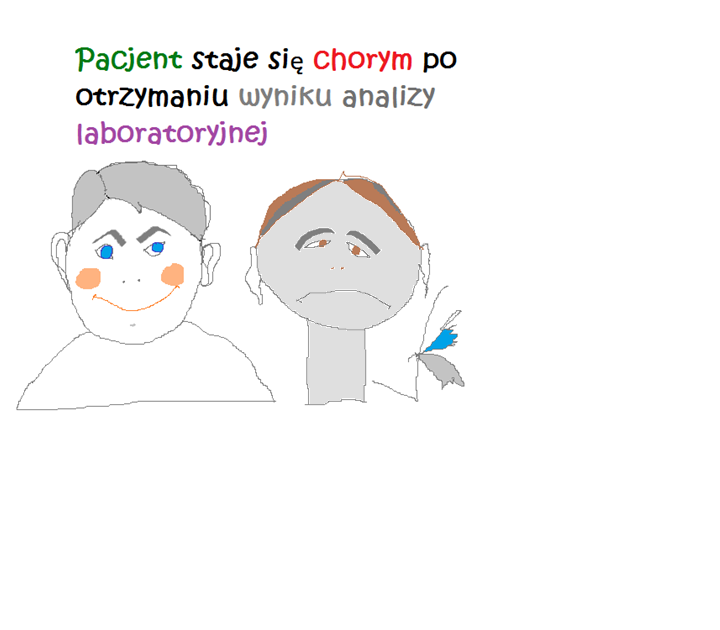 Pacjent staje się chorym po
otrzymaniu wyniku analizy
laboratoryjnej